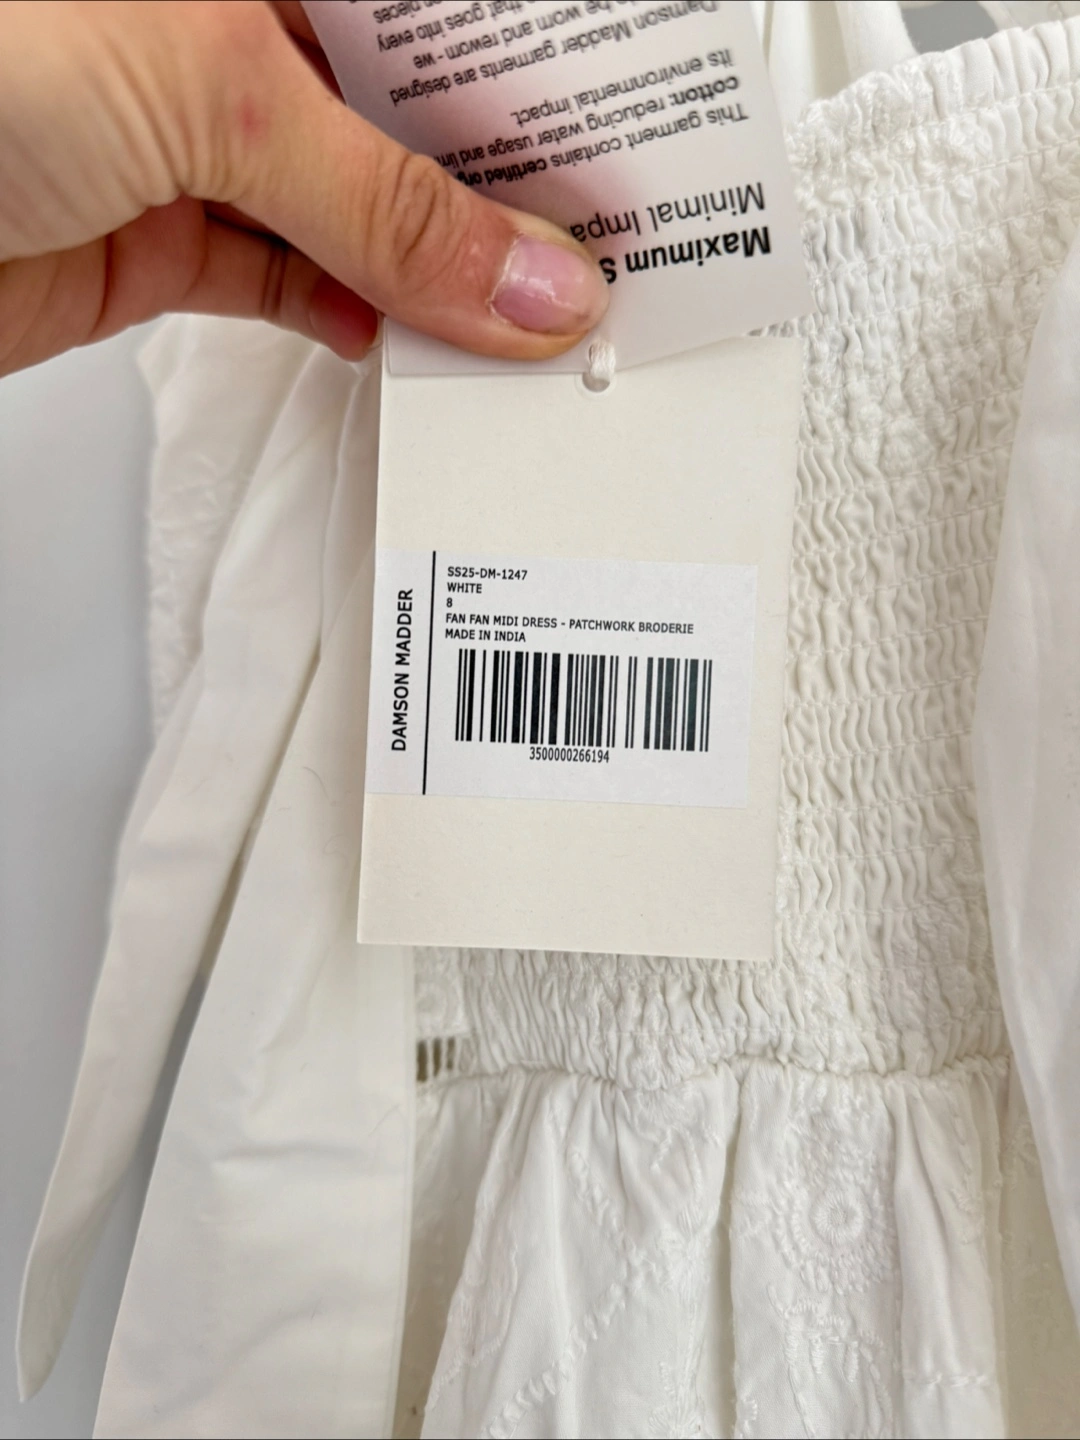 Maximum
Minimal Impa
This garment contains certified
cotton: reducing water usage and
its environmental impact.
Damson Madder garments are designed
to be worn and reworn - we
that goes into every
pieces
DAMSON MADDER
SS25-DM-1247
WHITE
8
FAN FAN MIDI DRESS - PATCHWORK BRODERIE
MADE IN INDIA
3500000266194